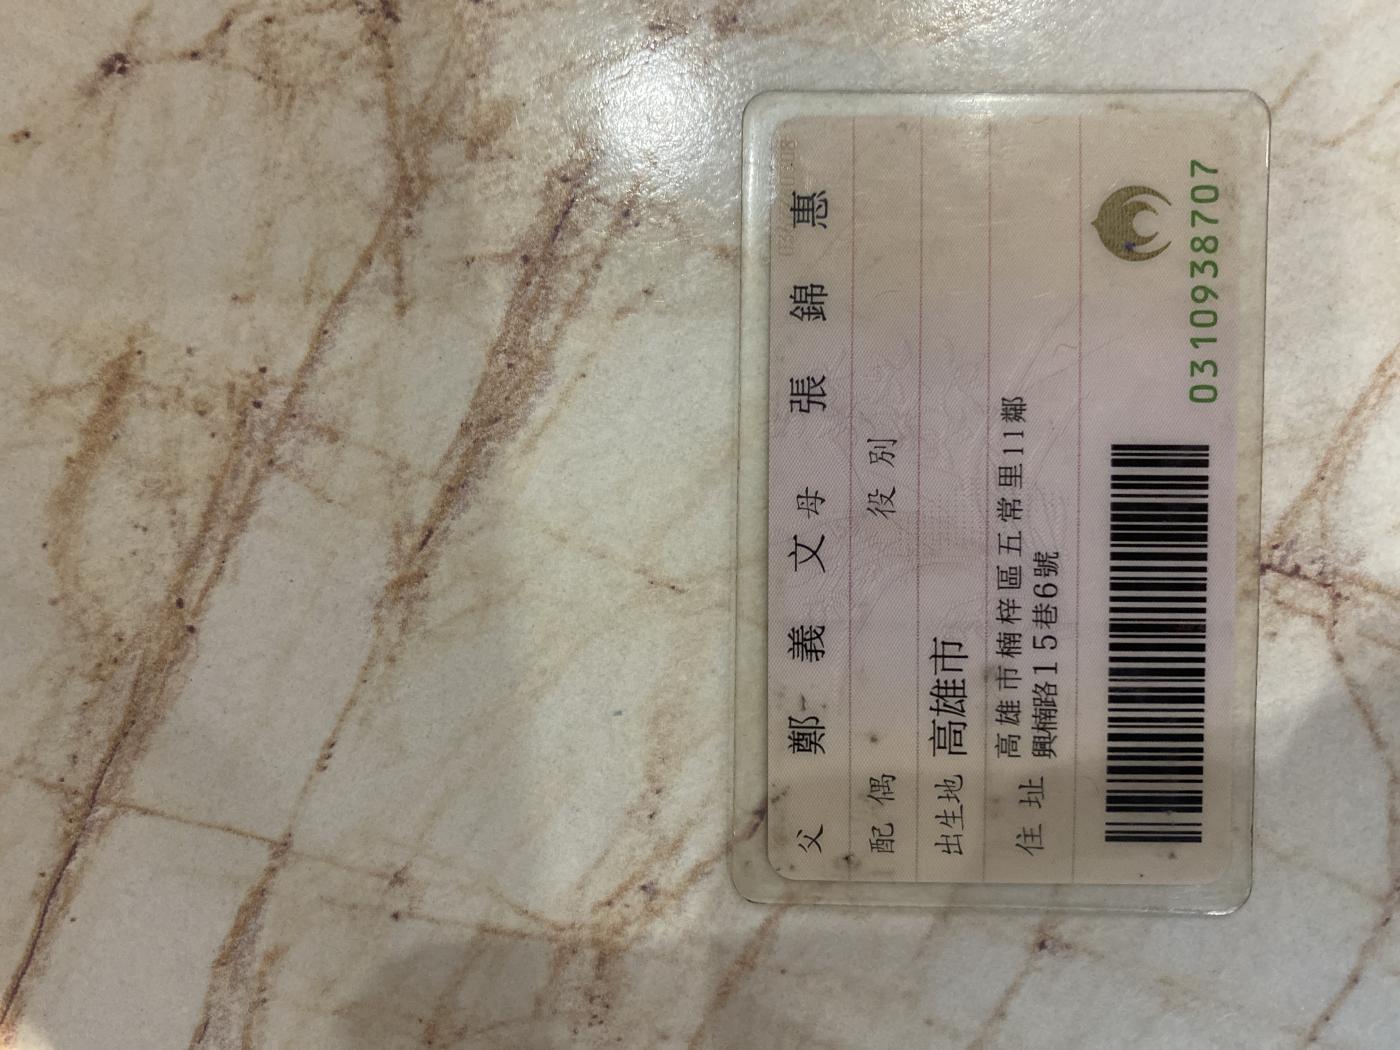 父 鄭義文 母 張錦惠
配偶 役別
出生地 高雄市
住址 高雄市楠梓區五常里11鄰
興楠路15巷6號
0310938707